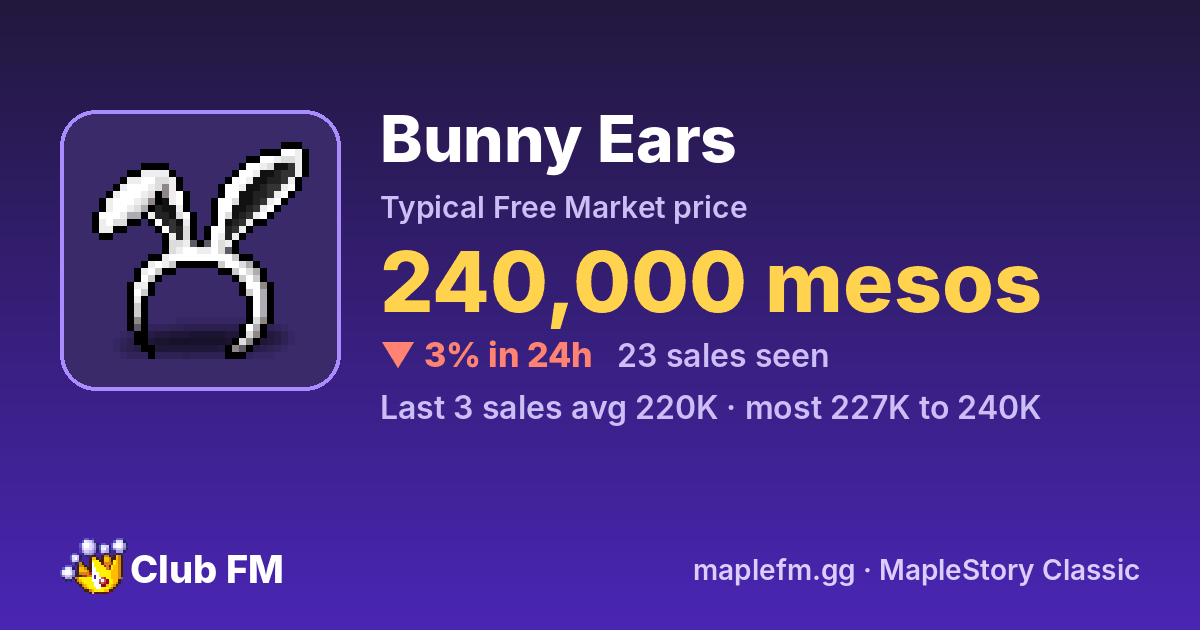 Bunny Ears
Typical Free Market price
240,000 mesos
▼ 3% in 24h 23 sales seen
Last 3 sales avg 220K · most 227K to 240K
Club FM
maplefm.gg · MapleStory Classic